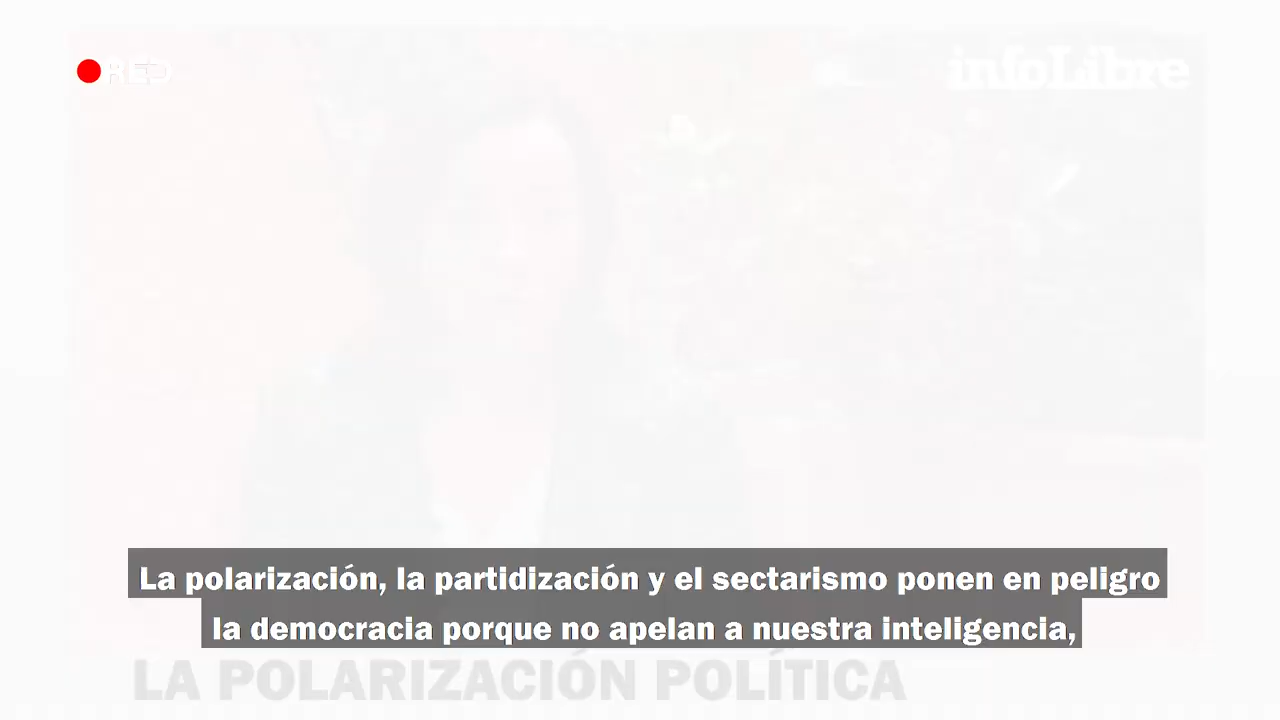 RED
infoLibre
La polarización, la partidización y el sectarismo ponen en peligro
la democracia porque no apelan a nuestra inteligencia,
LA POLARIZACIÓN POLÍTICA